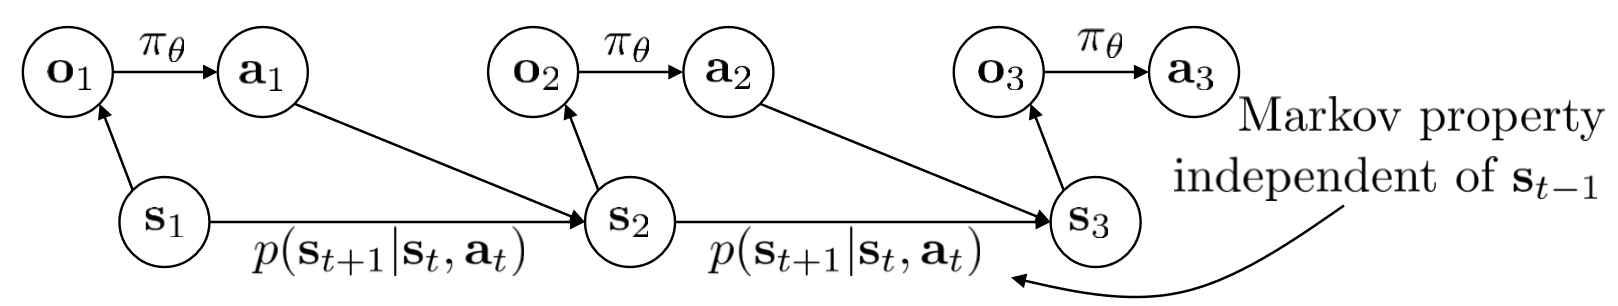 o₁ π_θ a₁ o₂ π_θ a₂ o₃ π_θ a₃
Markov property
independent of s_{t−1}
s₁ s₂ s₃
p(s_{t+1}|s_t, a_t) p(s_{t+1}|s_t, a_t)